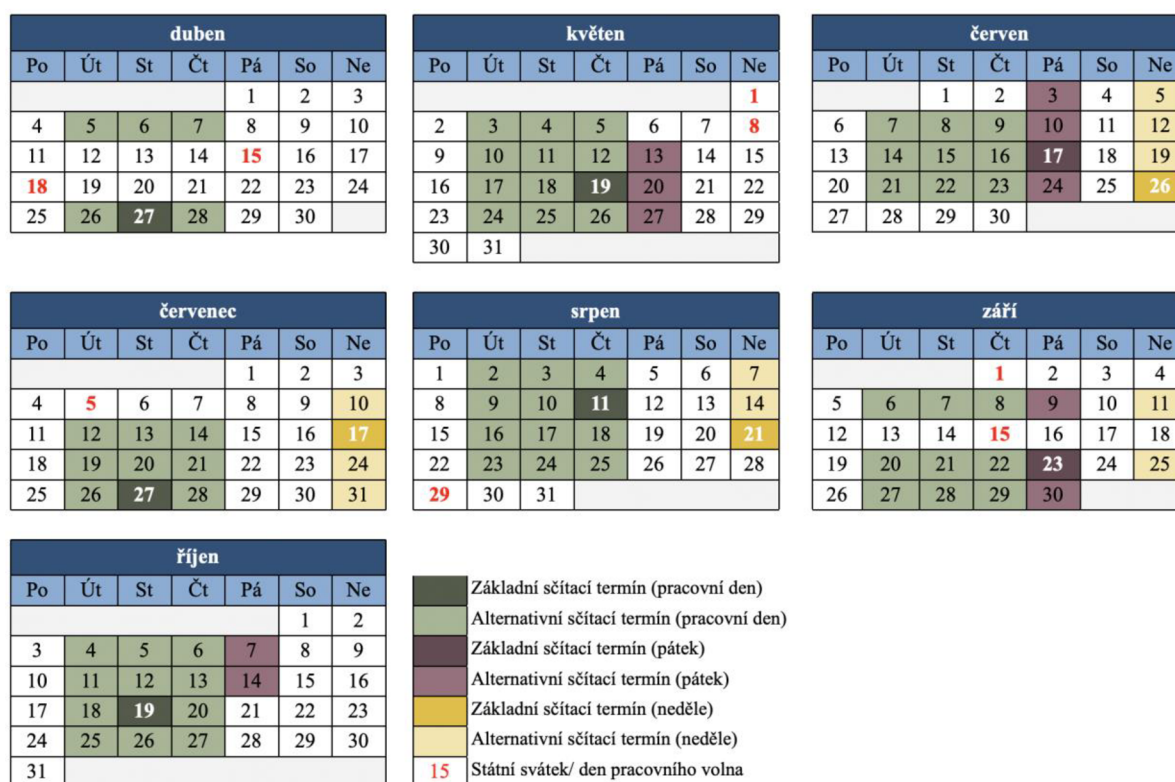 duben
Po Út St Čt Pá So Ne
1 2 3
4 5 6 7 8 9 10
11 12 13 14 15 16 17
18 19 20 21 22 23 24
25 26 27 28 29 30
květen
Po Út St Čt Pá So Ne
1
2 3 4 5 6 7 8
9 10 11 12 13 14 15
16 17 18 19 20 21 22
23 24 25 26 27 28 29
30 31
červen
Po Út St Čt Pá So Ne
1 2 3 4 5
6 7 8 9 10 11 12
13 14 15 16 17 18 19
20 21 22 23 24 25 26
27 28 29 30
červenec
Po Út St Čt Pá So Ne
1 2 3
4 5 6 7 8 9 10
11 12 13 14 15 16 17
18 19 20 21 22 23 24
25 26 27 28 29 30 31
srpen
Po Út St Čt Pá So Ne
1 2 3 4 5 6 7
8 9 10 11 12 13 14
15 16 17 18 19 20 21
22 23 24 25 26 27 28
29 30 31
září
Po Út St Čt Pá So Ne
1 2 3 4
5 6 7 8 9 10 11
12 13 14 15 16 17 18
19 20 21 22 23 24 25
26 27 28 29 30
říjen
Po Út St Čt Pá So Ne
1 2
3 4 5 6 7 8 9
10 11 12 13 14 15 16
17 18 19 20 21 22 23
24 25 26 27 28 29 30
31
Základní sčítací termín (pracovní den)
Alternativní sčítací termín (pracovní den)
Základní sčítací termín (pátek)
Alternativní sčítací termín (pátek)
Základní sčítací termín (neděle)
Alternativní sčítací termín (neděle)
15 Státní svátek/ den pracovního volna